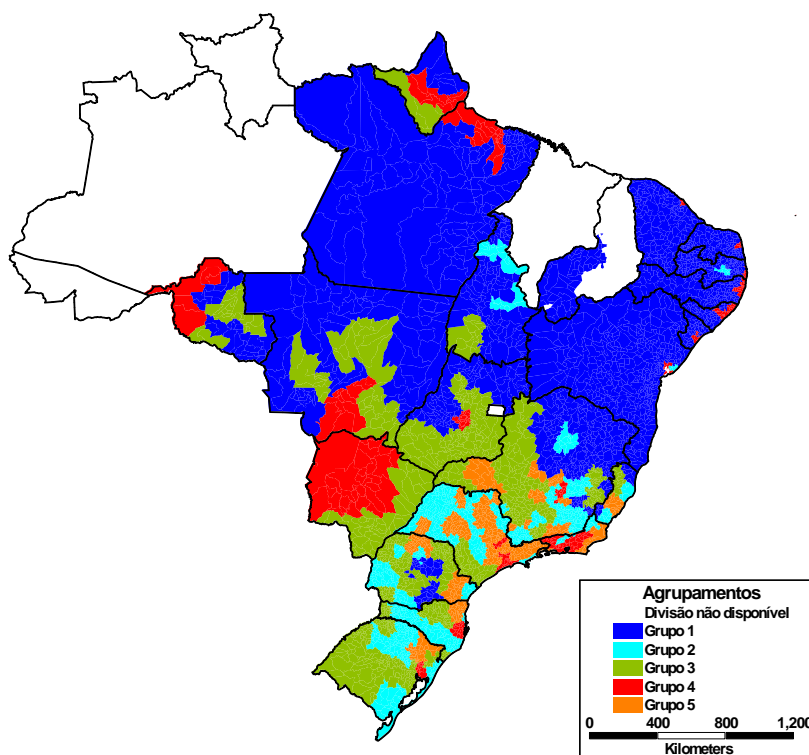 Agrupamentos
Divisão não disponível
Grupo 1
Grupo 2
Grupo 3
Grupo 4
Grupo 5
0 400 800 1,200
Kilometers